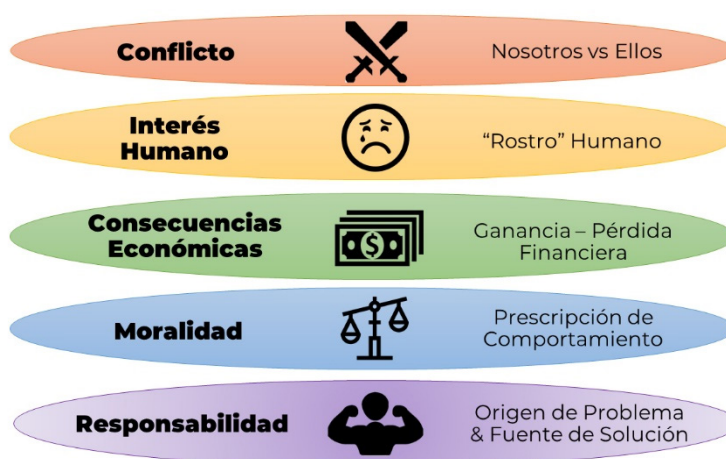 Conflicto
Nosotros vs Ellos
Interés
Humano
“Rostro” Humano
Consecuencias
Económicas
$
Ganancia – Pérdida
Financiera
Moralidad
Prescripción de
Comportamiento
Responsabilidad
Origen de Problema
& Fuente de Solución